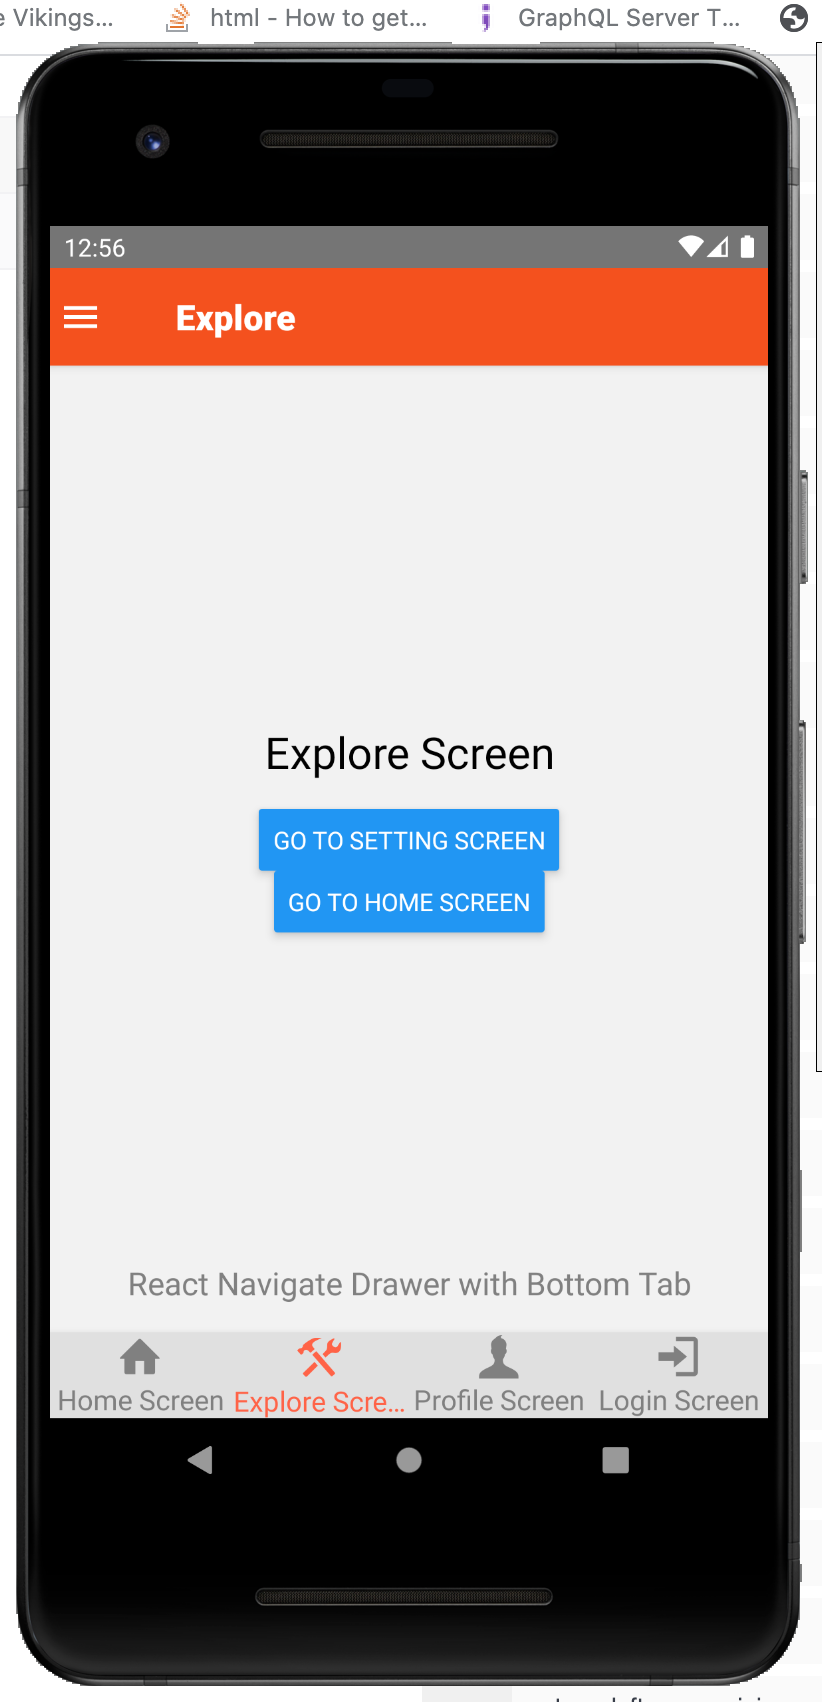 e Vikings... html - How to get... GraphQL Server T...
12:56
Explore
Explore Screen
GO TO SETTING SCREEN
GO TO HOME SCREEN
React Navigate Drawer with Bottom Tab
Home Screen Explore Scre... Profile Screen Login Screen